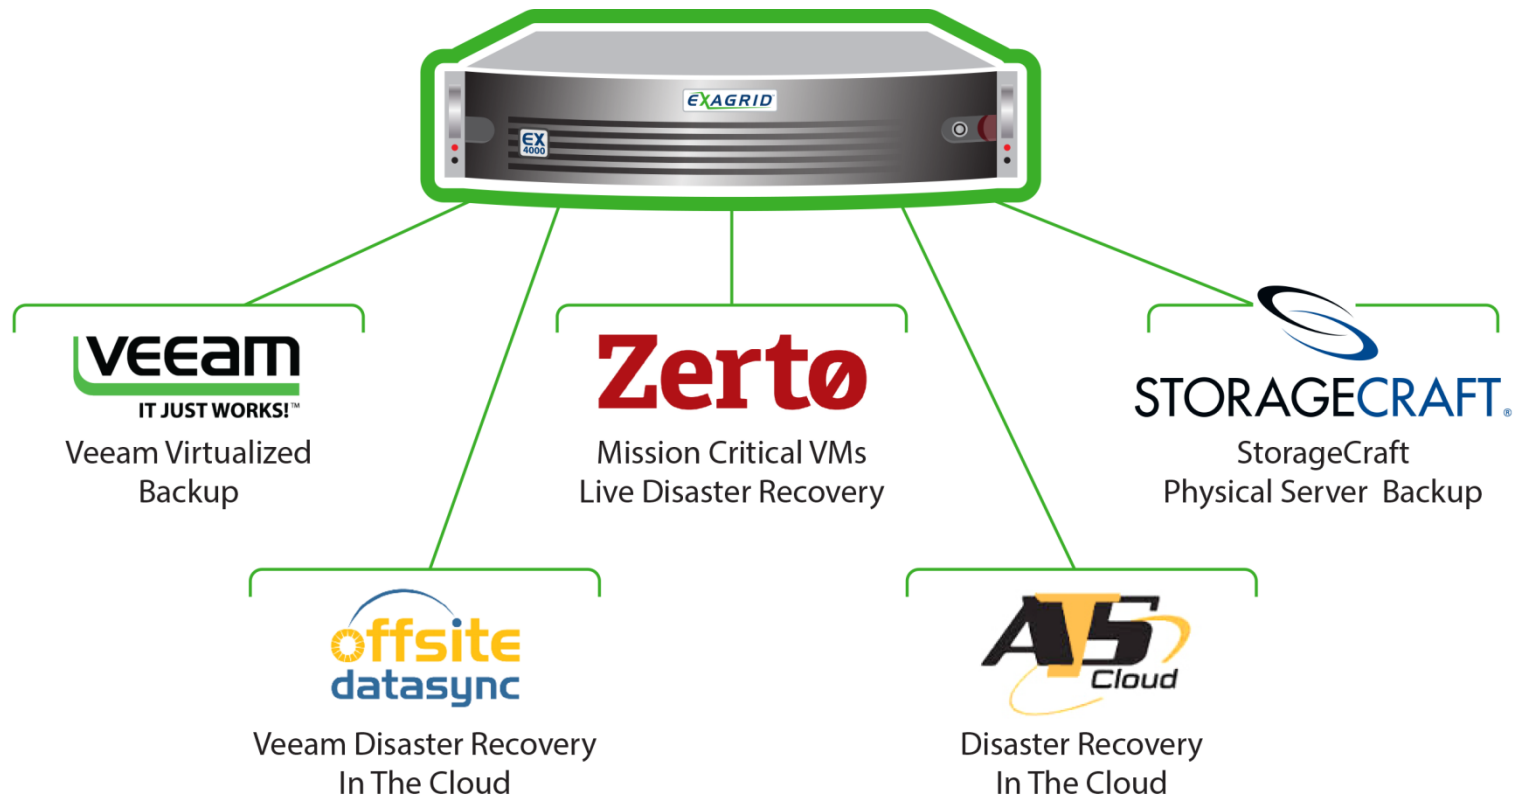 EXAGRID
EX
4000
veeam
IT JUST WORKS!™
Veeam Virtualized
Backup
Zertø
Mission Critical VMs
Live Disaster Recovery
STORAGECRAFT®
StorageCraft
Physical Server Backup
offsite
datasync
Veeam Disaster Recovery
In The Cloud
ATS
Cloud
Disaster Recovery
In The Cloud